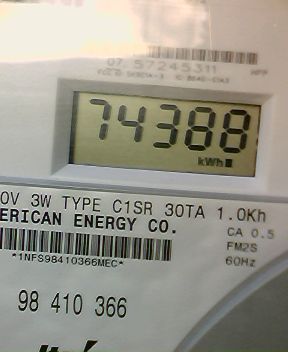 07 57245311
74388
kWh
0V 3W TYPE C1SR 30TA 1.0Kh
ERICAN ENERGY CO.
CA 0.5
FM2S
60Hz
*1NFS98410366MEC*
98 410 366